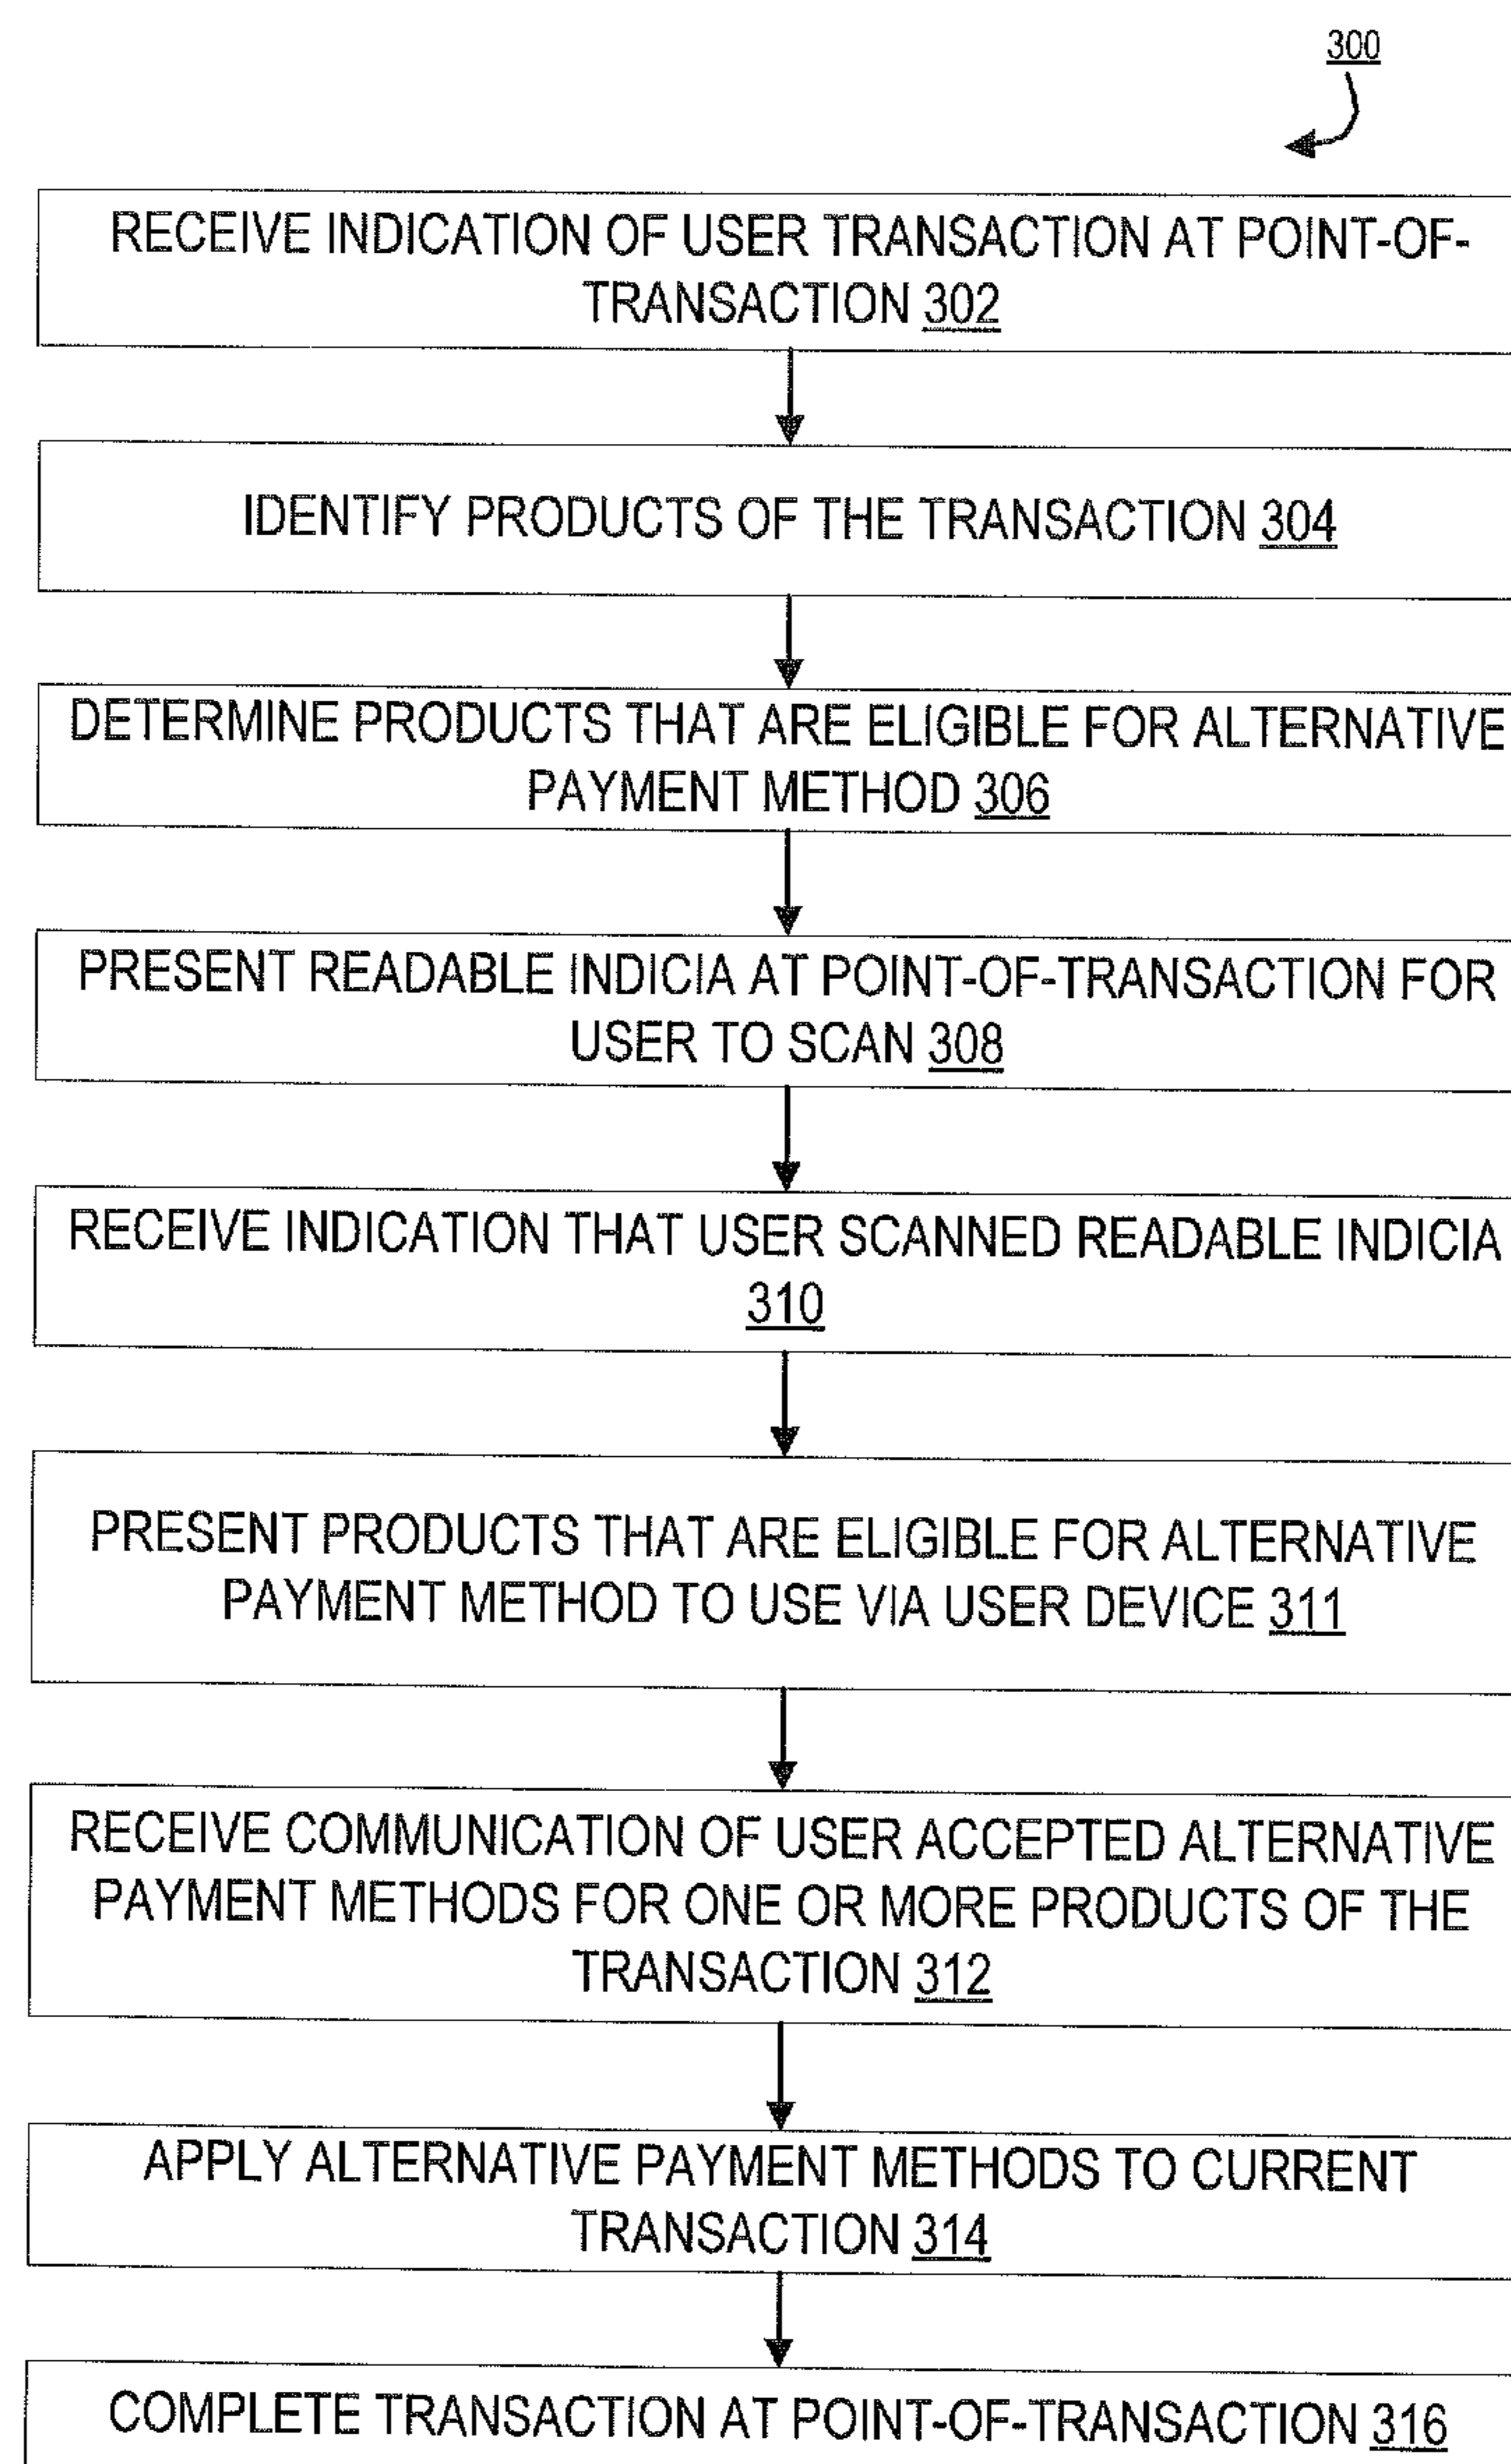 300
RECEIVE INDICATION OF USER TRANSACTION AT POINT-OF-
TRANSACTION 302
IDENTIFY PRODUCTS OF THE TRANSACTION 304
DETERMINE PRODUCTS THAT ARE ELIGIBLE FOR ALTERNATIVE
PAYMENT METHOD 306
PRESENT READABLE INDICIA AT POINT-OF-TRANSACTION FOR
USER TO SCAN 308
RECEIVE INDICATION THAT USER SCANNED READABLE INDICIA
310
PRESENT PRODUCTS THAT ARE ELIGIBLE FOR ALTERNATIVE
PAYMENT METHOD TO USE VIA USER DEVICE 311
RECEIVE COMMUNICATION OF USER ACCEPTED ALTERNATIVE
PAYMENT METHODS FOR ONE OR MORE PRODUCTS OF THE
TRANSACTION 312
APPLY ALTERNATIVE PAYMENT METHODS TO CURRENT
TRANSACTION 314
COMPLETE TRANSACTION AT POINT-OF-TRANSACTION 316